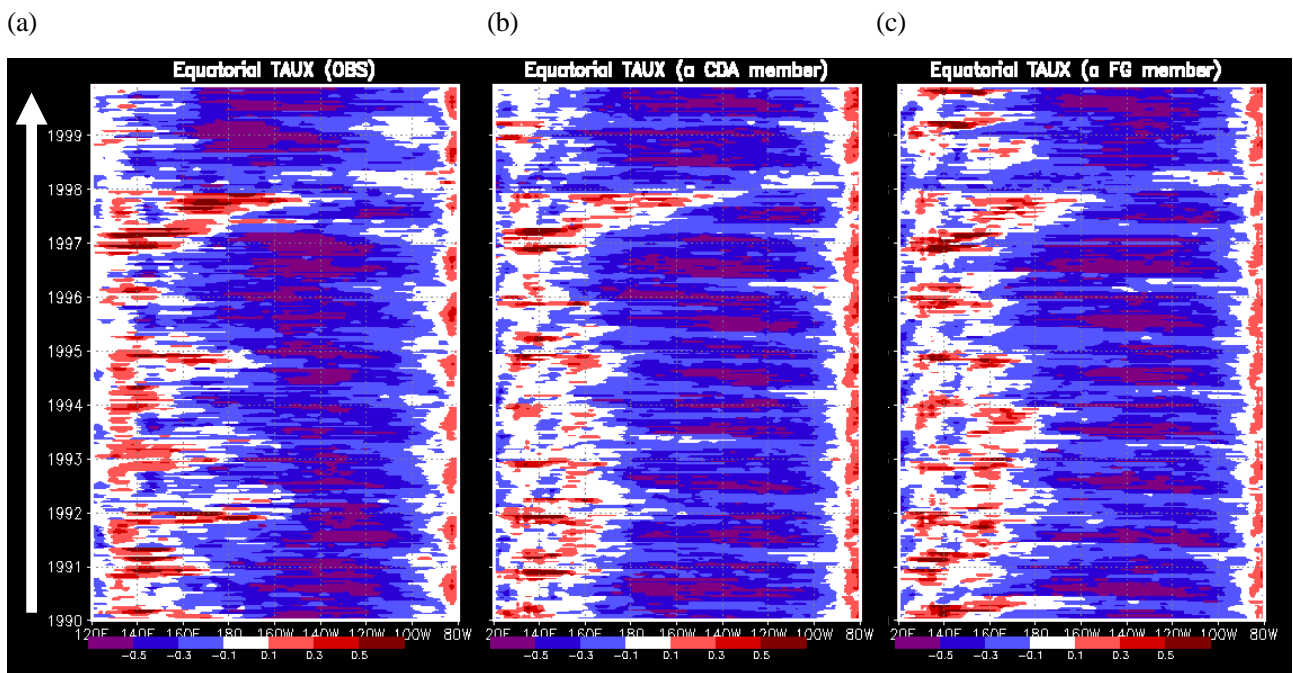 (a)
(b)
(c)
Equatorial TAUX (OBS)
Equatorial TAUX (a CDA member)
Equatorial TAUX (a FG member)
1999
1998
1997
1996
1995
1994
1993
1992
1991
1990
120E 140E 160E 180 160W 140W 120W 100W 80W
20E 140E 160E 180 160W 140W 120W 100W 80W
20E 140E 160E 180 160W 140W 120W 100W 80W
-0.5 -0.3 -0.1 0.1 0.3 0.5
-0.5 -0.3 -0.1 0.1 0.3 0.5
-0.5 -0.3 -0.1 0.1 0.3 0.5